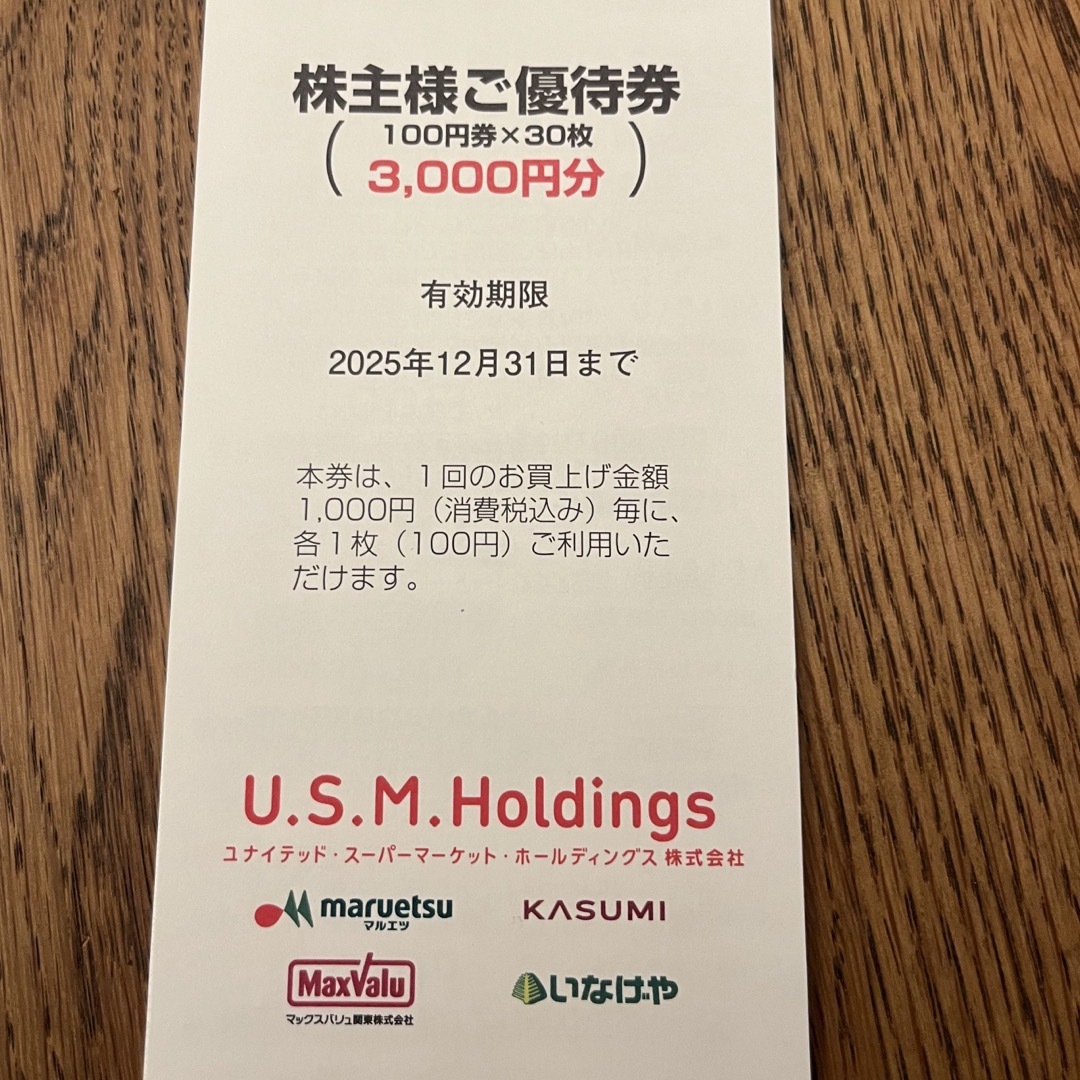 株主様ご優待券
（100円券×30枚
3,000円分）
有効期限
2025年12月31日まで
本券は、１回のお買上げ金額
1,000円（消費税込み）毎に、
各１枚（100円）ご利用いた
だけます。
U.S.M.Holdings
ユナイテッド・スーパーマーケット・ホールディングス 株式会社
maruetsu
マルエツ
KASUMI
MaxValu
マックスバリュ関東株式会社
いなげや